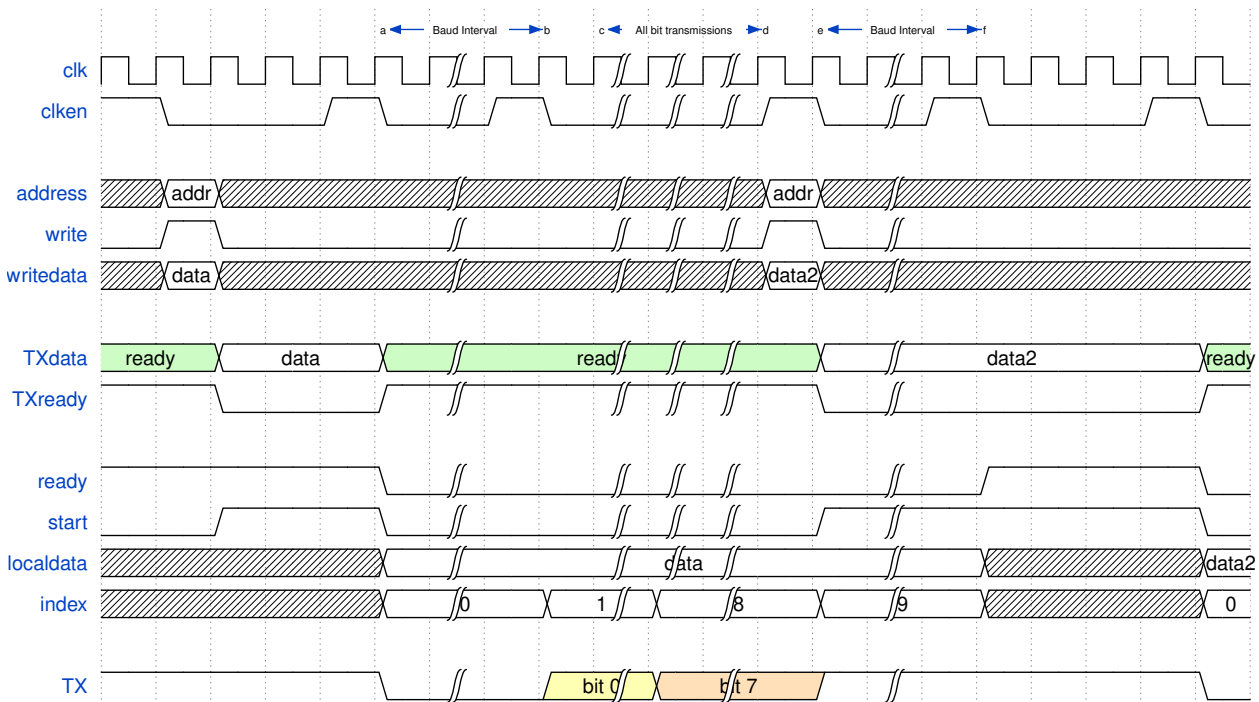 a Baud Interval b c All bit transmissions d e Baud Interval f
clk
clken
address addr addr
write
writedata data data2
TXdata ready data ready data2 ready
TXready
ready
start
localdata data data2
index 0 1 8 9 0
TX bit 0 bit 7